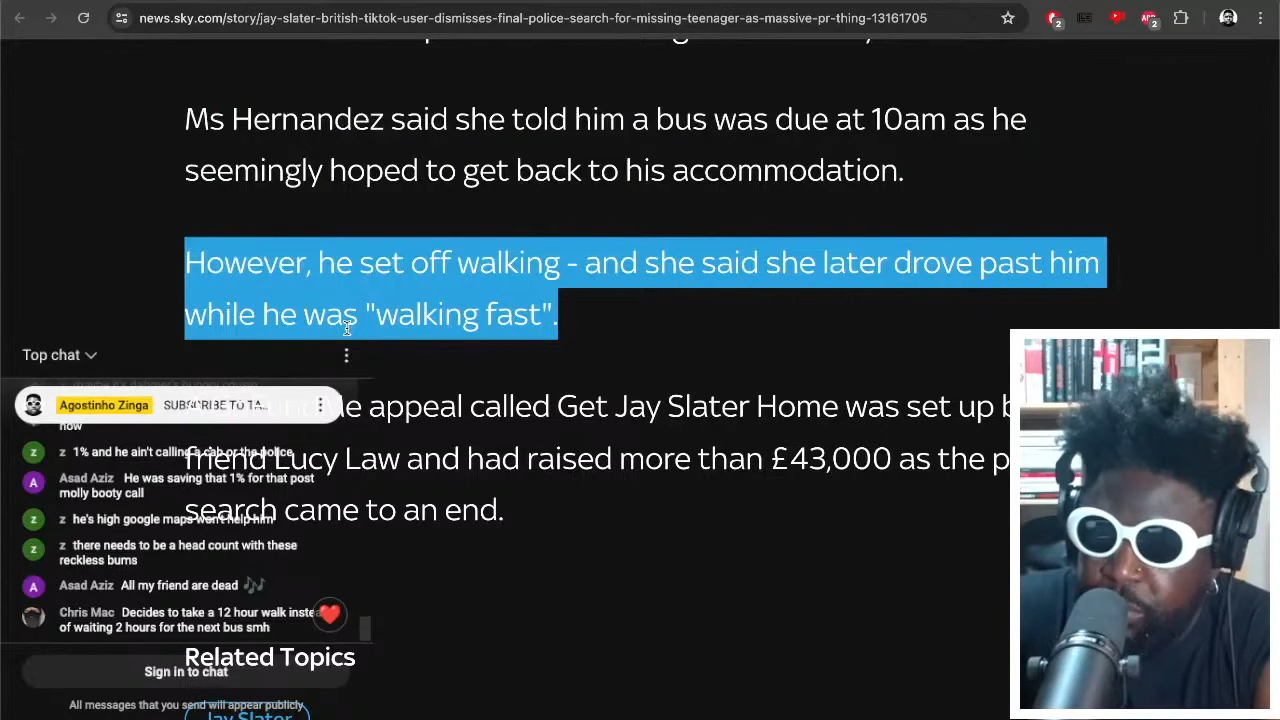 news.sky.com/story/jay-slater-british-tiktok-user-dismisses-final-police-search-for-missing-teenager-as-massive-pr-thing-13161705
Ms Hernandez said she told him a bus was due at 10am as he
seemingly hoped to get back to his accommodation.
However, he set off walking - and she said she later drove past him
while he was "walking fast".
Me appeal called Get Jay Slater Home was set up
friend Lucy Law and had raised more than £43,000 as the
search came to an end.
Related Topics
Jay Slater
Top chat
Agostinho Zinga SUBSCRIBE TO TA...
now
z 1% and he ain't calling a cab or the police
Asad Aziz He was saving that 1% for that post
molly booty call
z he's high google maps won't help him
z there needs to be a head count with these
reckless bums
Asad Aziz All my friend are dead 🎶
Chris Mac Decides to take a 12 hour walk inste
of waiting 2 hours for the next bus smh
Sign in to chat
All messages that you send will appear publicly